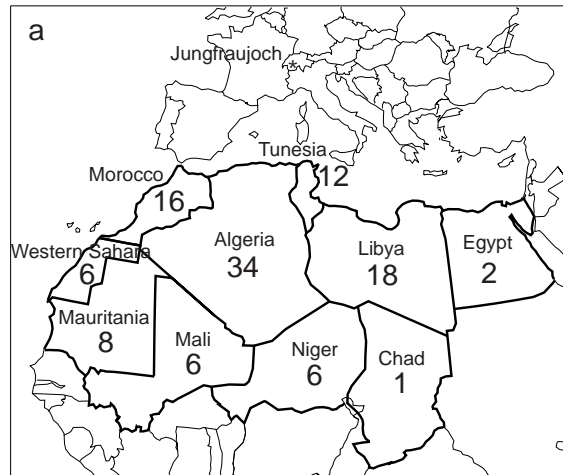 a
Jungfraujoch
*
Tunesia
12
Morocco
16
Western Sahara
6
Algeria
34
Libya
18
Egypt
2
Mauritania
8
Mali
6
Niger
6
Chad
1